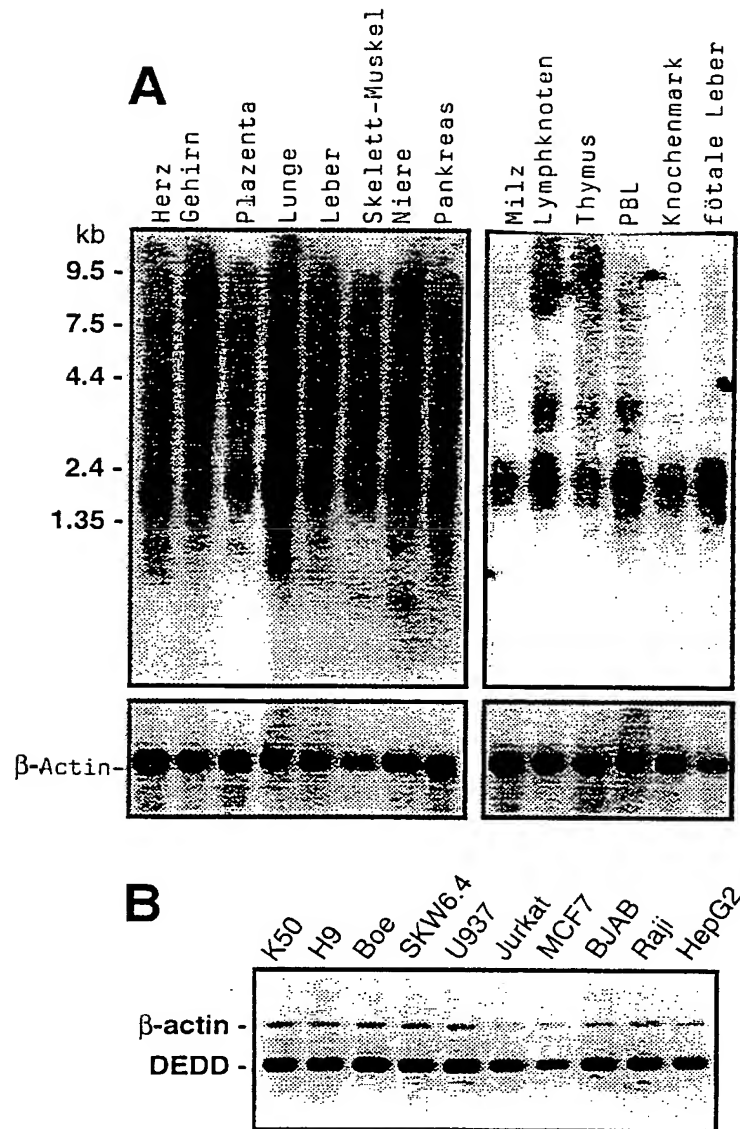 A
Herz
Gehirn
Plazenta
Lunge
Leber
Skelett-Muskel
Niere
Pankreas
Milz
Lymphknoten
Thymus
PBL
Knochenmark
fötale Leber
kb
9.5 -
7.5 -
4.4 -
2.4 -
1.35 -
β-Actin-
B
K50
H9
Boe
SKW6.4
U937
Jurkat
MCF7
BJAB
Raji
HepG2
β-actin -
DEDD -